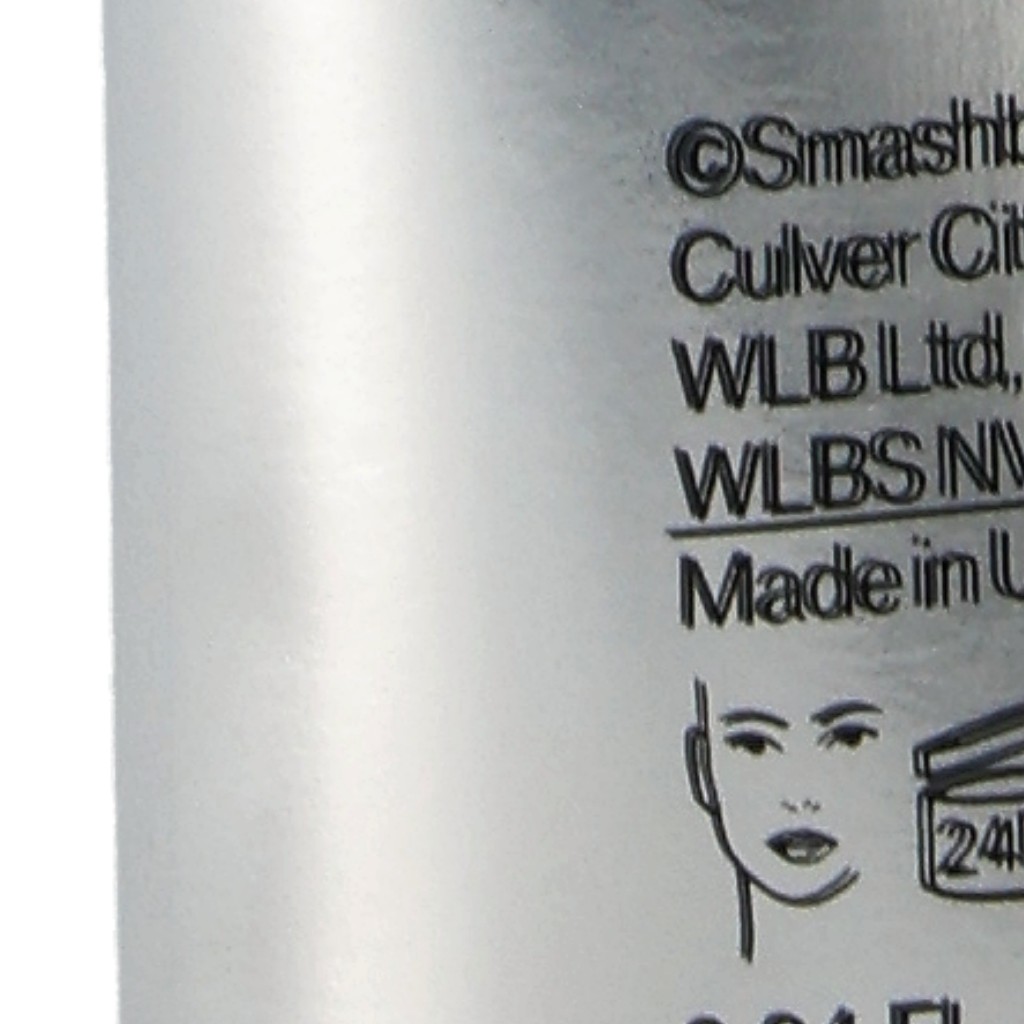 ©Smashb
Culver Cit
WLB Ltd,
WLBS NV
Made in U
24